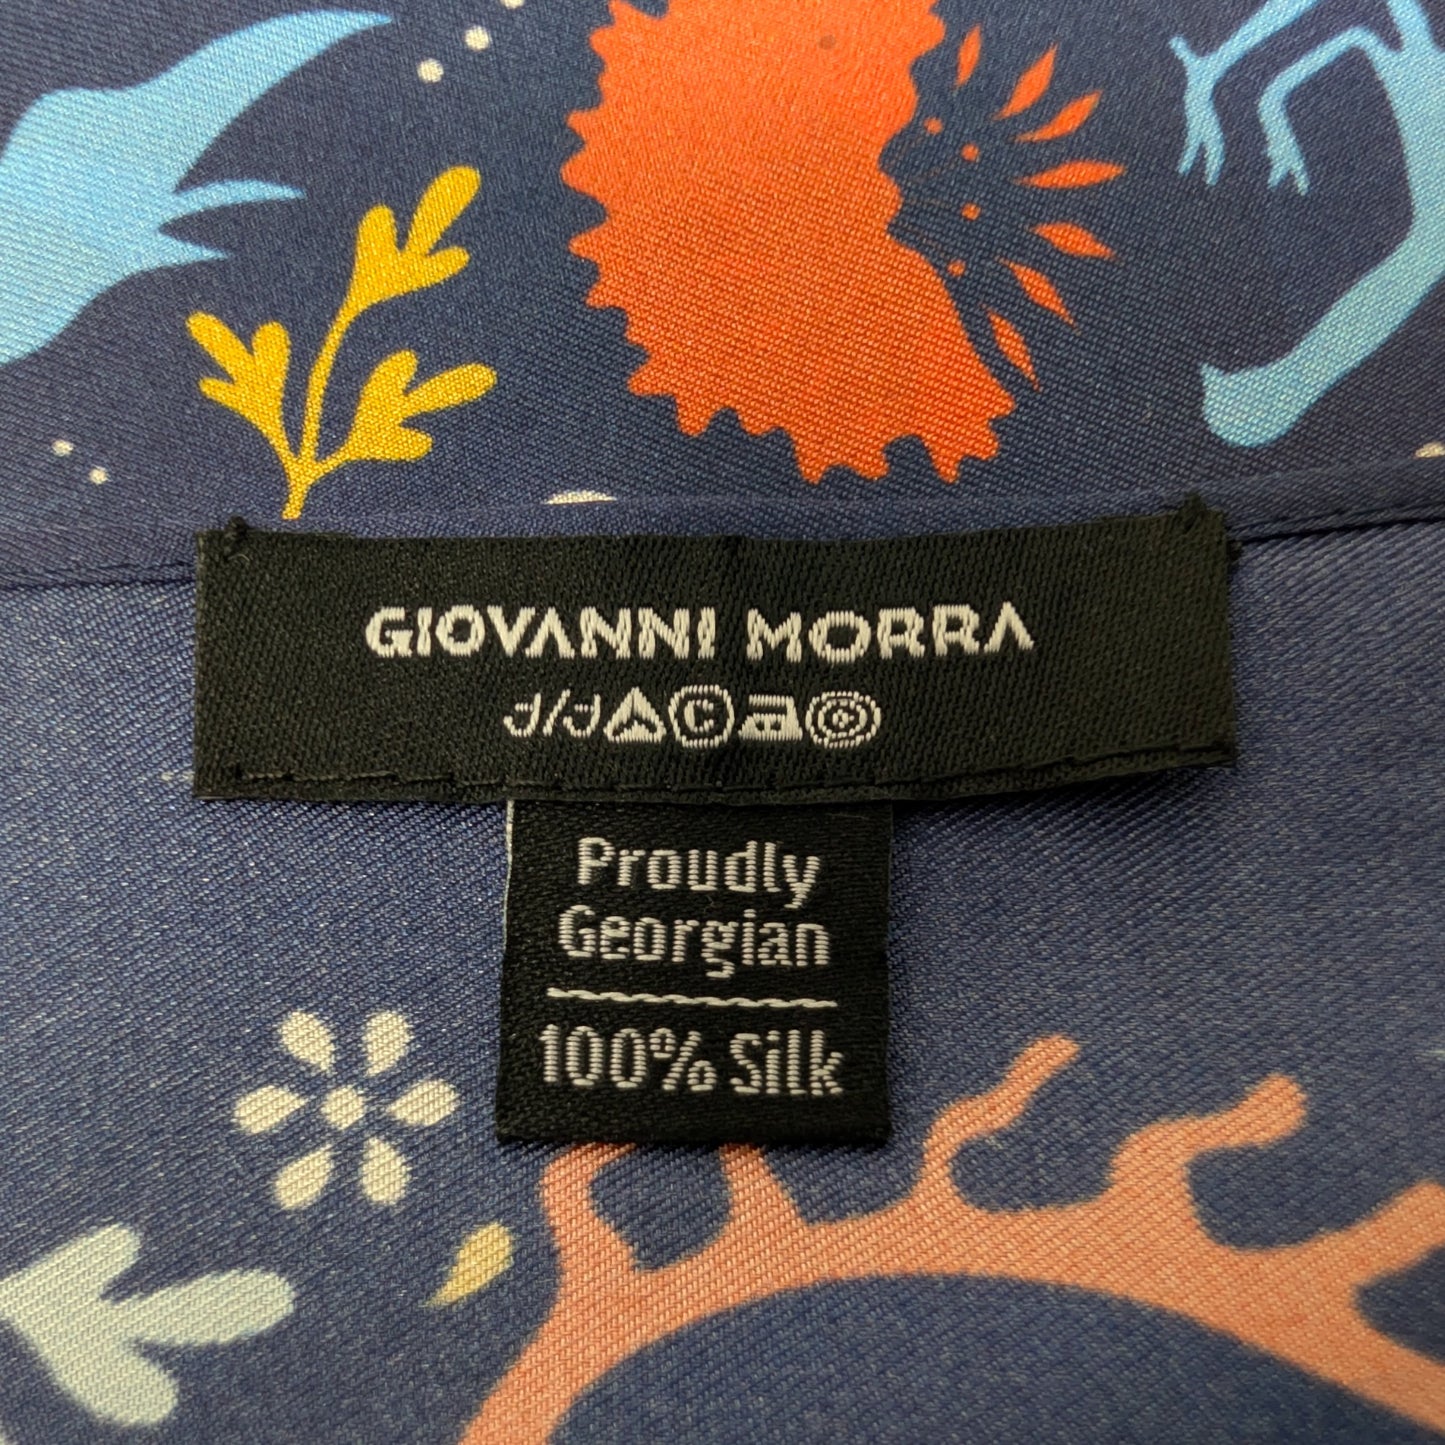 GIOVANNI MORRA
Proudly
Georgian
100% Silk